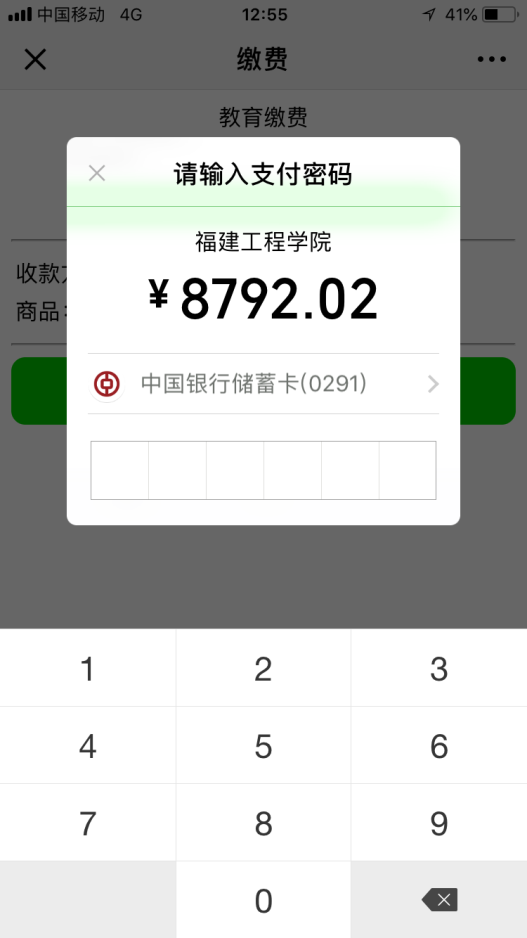 中国移动 4G 12:55 41%
缴费
教育缴费
请输入支付密码
福建工程学院
¥8792.02
收款
商品:
中国银行储蓄卡(0291)
1 2 3
4 5 6
7 8 9
0